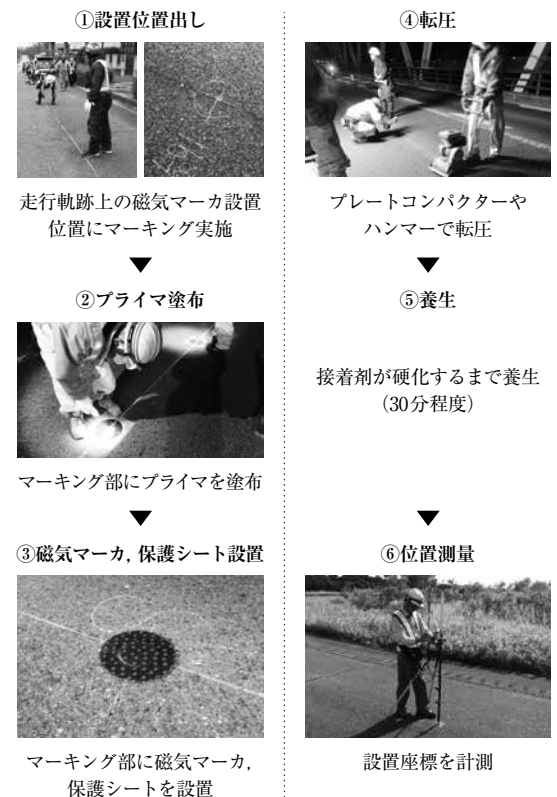 ①設置位置出し
走行軌跡上の磁気マーカ設置
位置にマーキング実施
②プライマ塗布
マーキング部にプライマを塗布
③磁気マーカ, 保護シート設置
マーキング部に磁気マーカ,
保護シートを設置
④転圧
プレートコンパクターや
ハンマーで転圧
⑤養生
接着剤が硬化するまで養生
(30分程度)
⑥位置測量
設置座標を計測